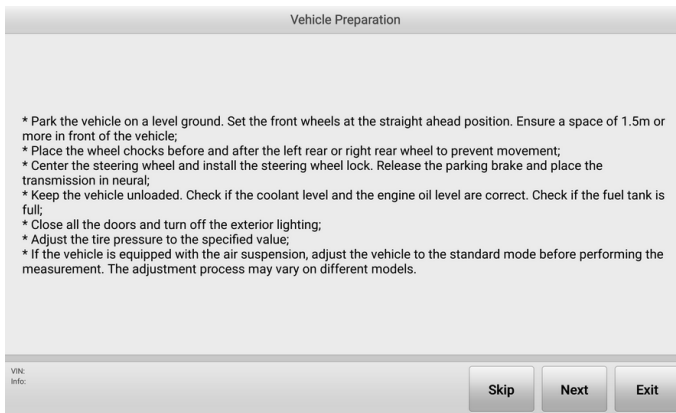 Vehicle Preparation
* Park the vehicle on a level ground. Set the front wheels at the straight ahead position. Ensure a space of 1.5m or
more in front of the vehicle;
* Place the wheel chocks before and after the left rear or right rear wheel to prevent movement;
* Center the steering wheel and install the steering wheel lock. Release the parking brake and place the
transmission in neural;
* Keep the vehicle unloaded. Check if the coolant level and the engine oil level are correct. Check if the fuel tank is
full;
* Close all the doors and turn off the exterior lighting;
* Adjust the tire pressure to the specified value;
* If the vehicle is equipped with the air suspension, adjust the vehicle to the standard mode before performing the
measurement. The adjustment process may vary on different models.
VIN:
Info:
Skip Next Exit